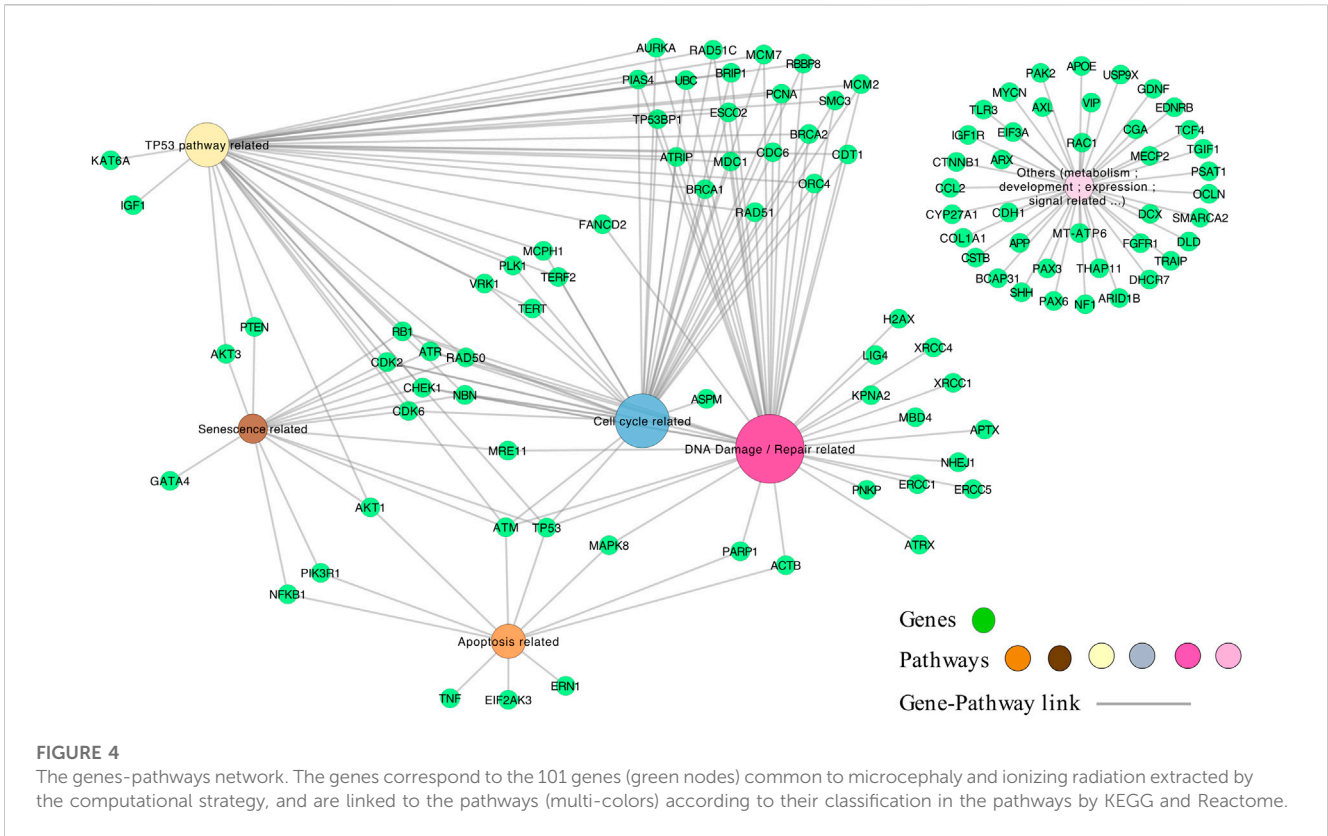 AURKA
RAD51C
MCM7
RBBP8
PIAS4
UBC
BRIP1
PCNA
MCM2
SMC3
TP53BP1
ESCO2
BRCA2
ATRIP
MDC1
CDC6
CDT1
BRCA1
ORC4
RAD51
TP53 pathway related
KAT6A
IGF1
FANCD2
MCPH1
PLK1
TERF2
VRK1
TERT
PTEN
AKT3
RB1
ATR
RAD50
CDK2
CHEK1
NBN
CDK6
ASPM
Cell cycle related
Senescence related
DNA Damage / Repair related
MRE11
GATA4
AKT1
ATM
TP53
MAPK8
PARP1
ACTB
PIK3R1
NFKB1
Apoptosis related
TNF
EIF2AK3
ERN1
H2AX
LIG4
XRCC4
XRCC1
KPNA2
MBD4
APTX
NHEJ1
PNKP
ERCC1
ERCC5
ATRX
APOE
PAK2
USP9X
MYCN
GDNF
AXL
VIP
EDNRB
TLR3
IGF1R
EIF3A
RAC1
CGA
TCF4
TGIF1
CTNNB1
ARX
MECP2
PSAT1
Others (metabolism ;
development ; expression ;
signal related ...)
CCL2
OCLN
CYP27A1
CDH1
DCX
SMARCA2
COL1A1
APP
MT-ATP6
FGFR1
DLD
CSTB
TRAIP
BCAP31
PAX3
THAP11
DHCR7
SHH
PAX6
NF1
ARID1B
Genes
Pathways
Gene-Pathway link
FIGURE 4
The genes-pathways network. The genes correspond to the 101 genes (green nodes) common to microcephaly and ionizing radiation extracted by
the computational strategy, and are linked to the pathways (multi-colors) according to their classification in the pathways by KEGG and Reactome.